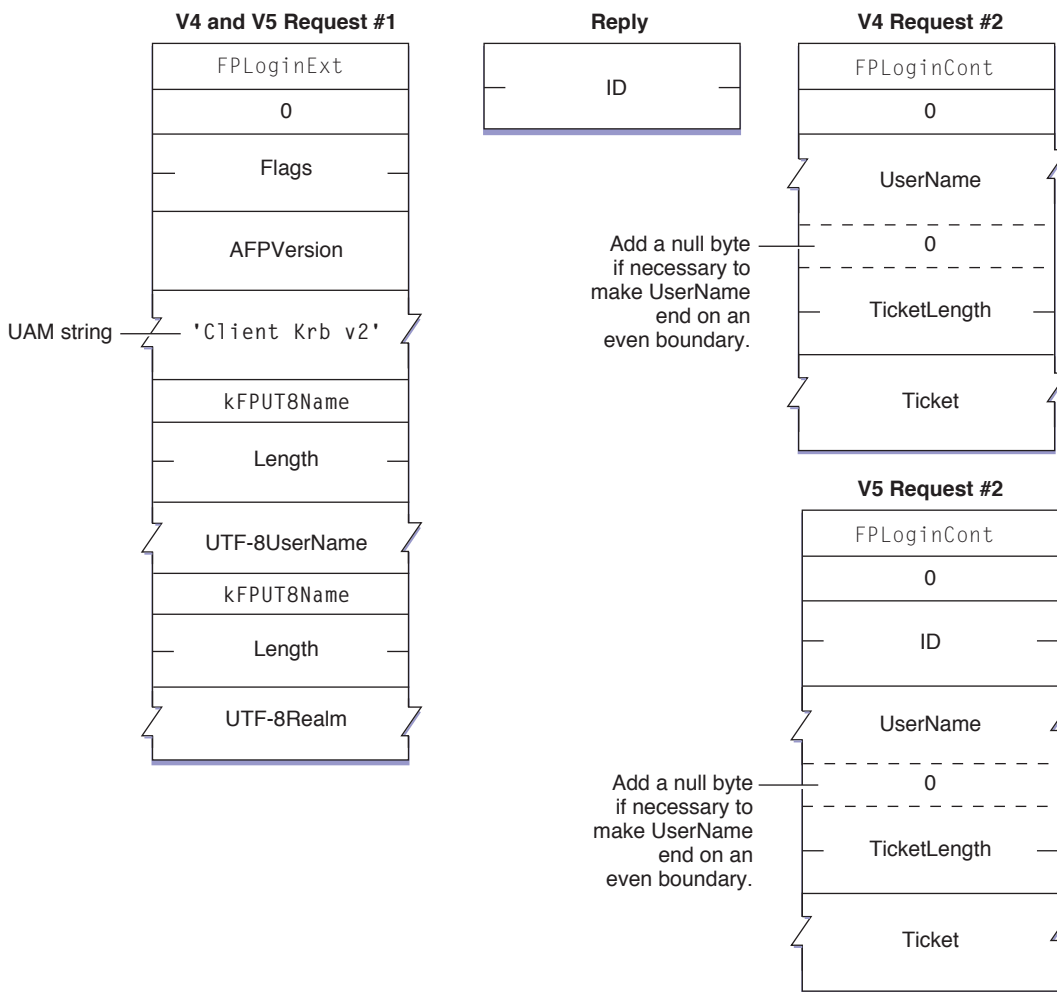 V4 and V5 Request #1
FPLoginExt
0
Flags
AFPVersion
UAM string
'Client Krb v2'
kFPUT8Name
Length
UTF-8UserName
kFPUT8Name
Length
UTF-8Realm
Reply
ID
V4 Request #2
FPLoginCont
0
UserName
Add a null byte
if necessary to
make UserName
end on an
even boundary.
0
TicketLength
Ticket
V5 Request #2
FPLoginCont
0
ID
UserName
Add a null byte
if necessary to
make UserName
end on an
even boundary.
0
TicketLength
Ticket